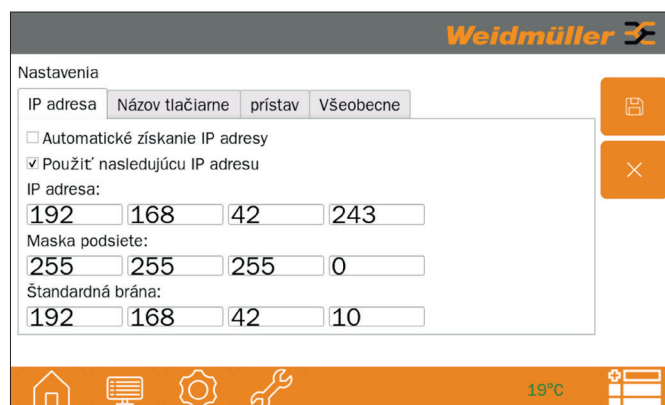 Weidmüller
Nastavenia
IP adresa Názov tlačiarne prístav Všeobecne
Automatické získanie IP adresy
Použiť nasledujúcu IP adresu
IP adresa:
192 168 42 243
Maska podsiete:
255 255 255 0
Štandardná brána:
192 168 42 10
19°C